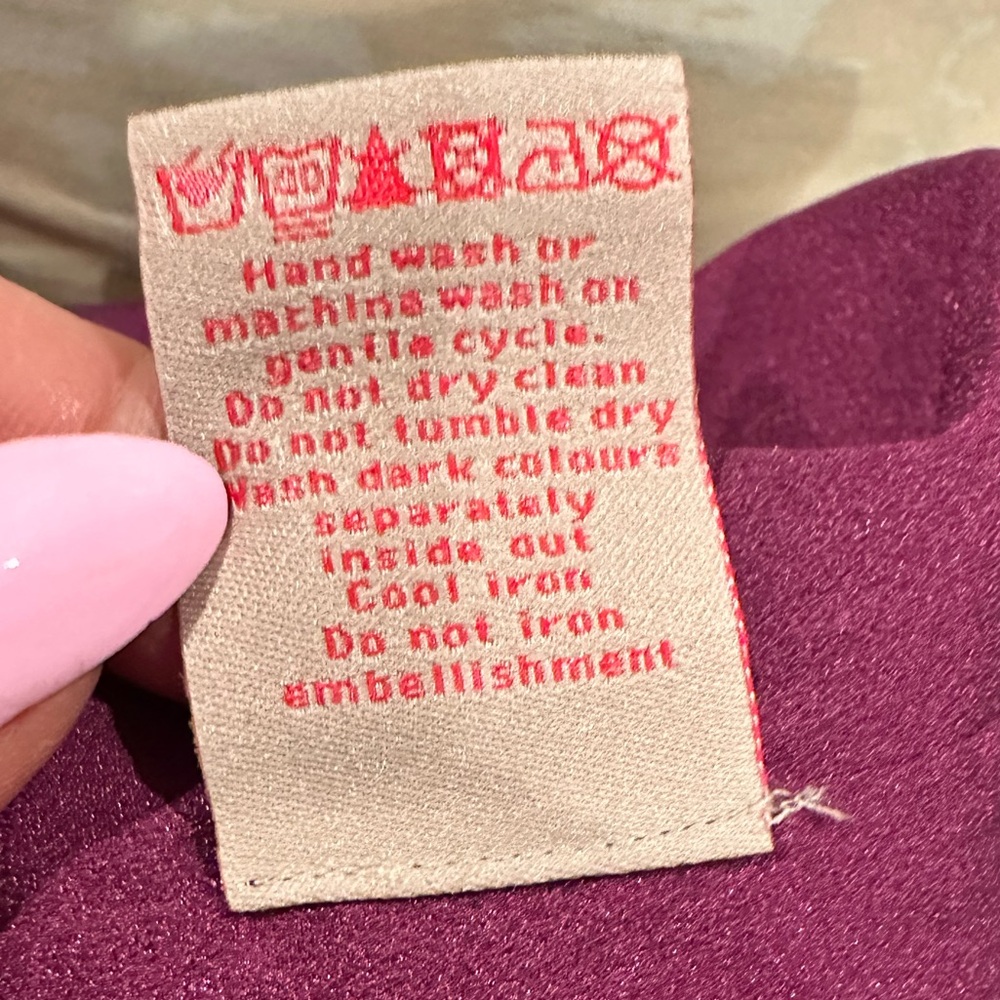 30
Hand wash or
machine wash on
gentle cycle.
Do not dry clean
Do not tumble dry
Wash dark colours
separately
inside out
Cool iron
Do not iron
embellishment